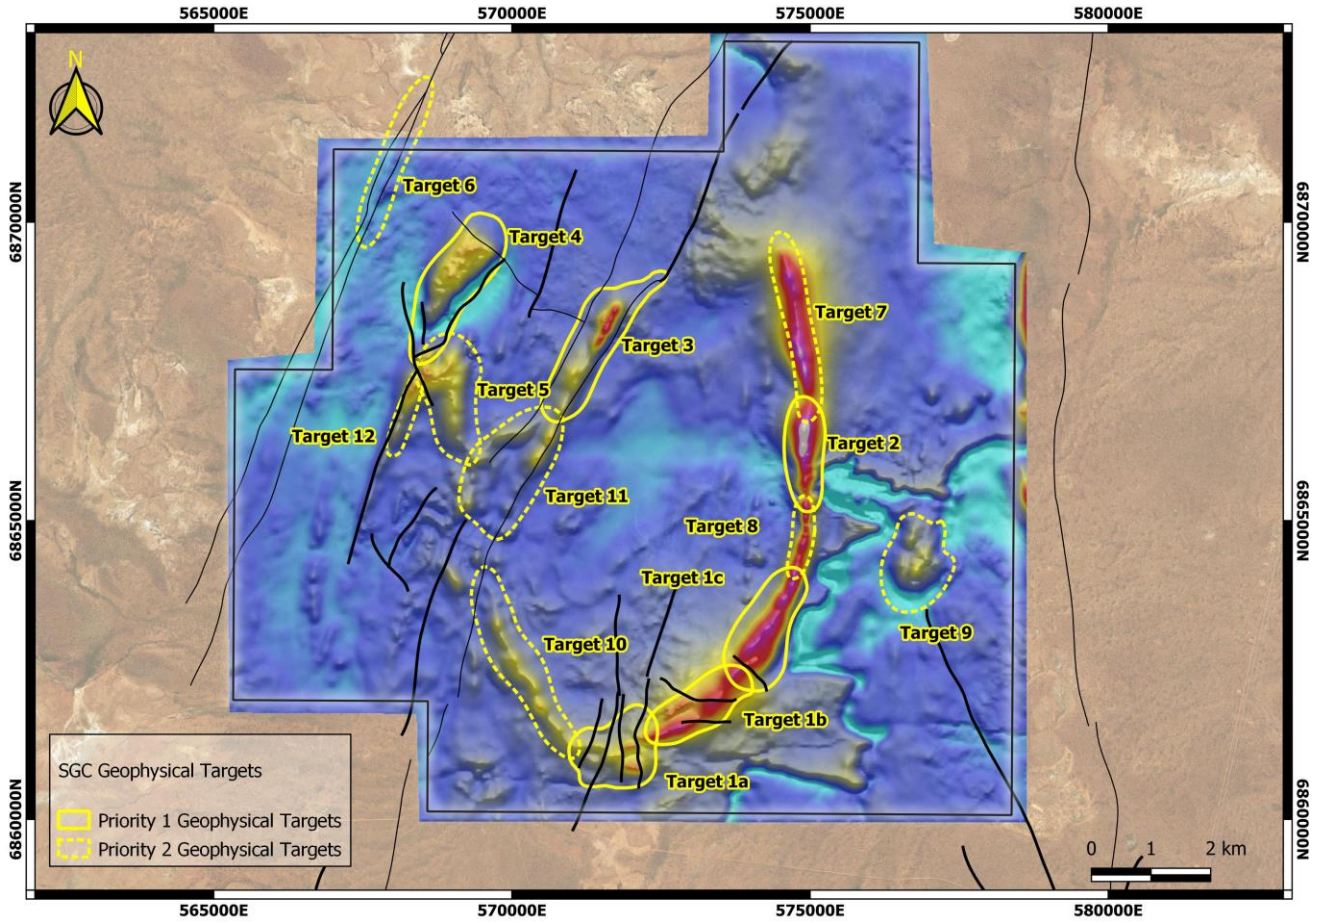 565000E 570000E 575000E 580000E
N
6870000N
6870000N
Target 6
Target 4
Target 7
Target 3
Target 5
Target 12
Target 2
Target 11
6865000N
6865000N
Target 8
Target 1c
Target 9
Target 10
Target 1b
Target 1a
SGC Geophysical Targets
Priority 1 Geophysical Targets
Priority 2 Geophysical Targets
6860000N
6860000N
0 1 2 km
565000E 570000E 575000E 580000E